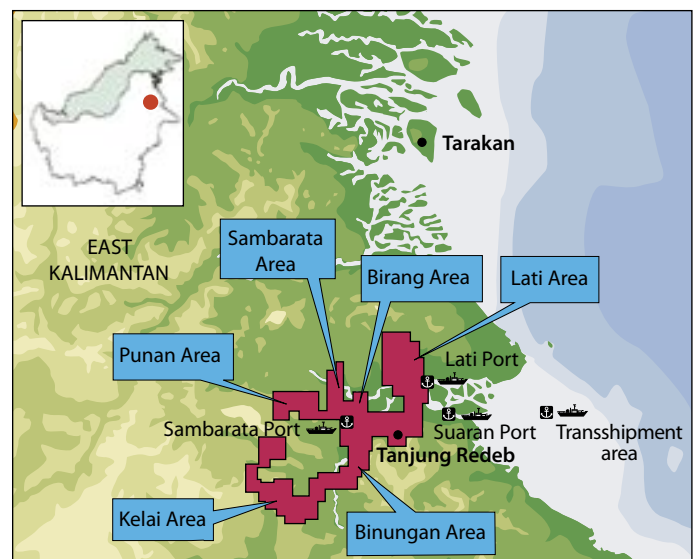 Tarakan
EAST
KALIMANTAN
Sambarata
Area
Birang Area
Lati Area
Punan Area
Lati Port
Sambarata Port
Suaran Port
Transshipment
area
Tanjung Redeb
Kelai Area
Binungan Area